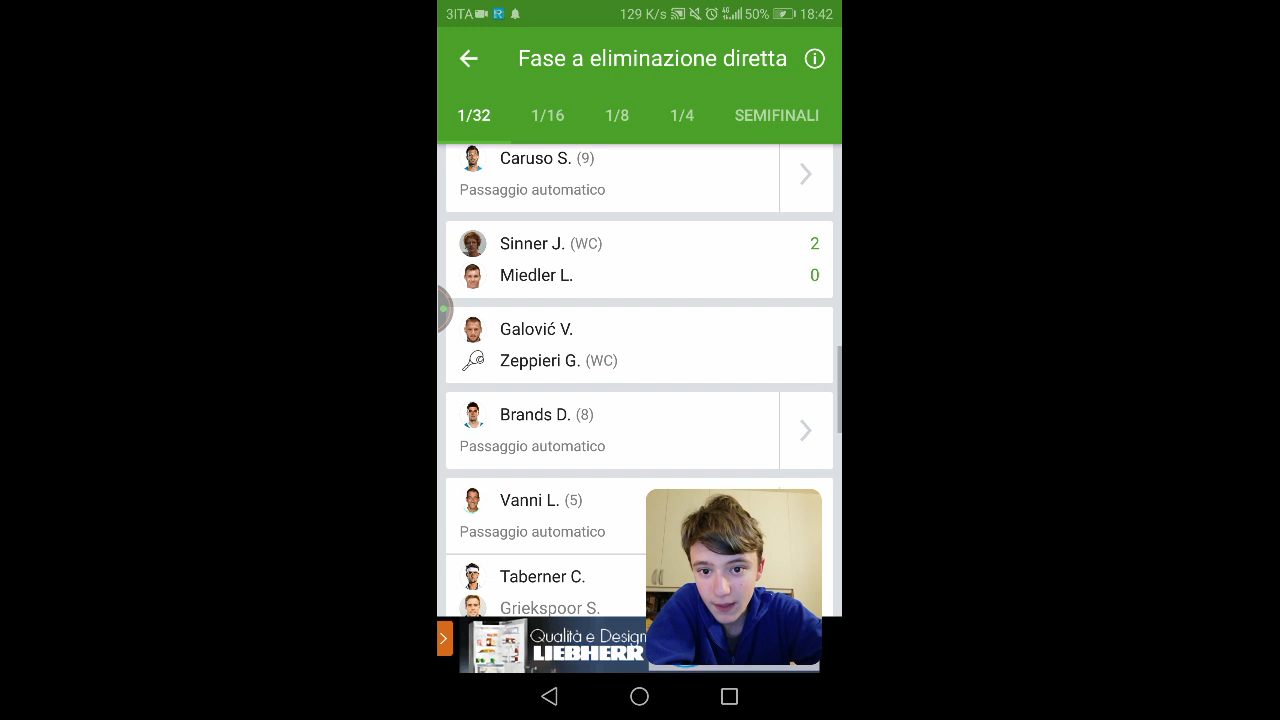 3ITA 129 K/s 4G 50% 18:42
Fase a eliminazione diretta
1/32 1/16 1/8 1/4 SEMIFINALI
Caruso S. (9)
Passaggio automatico
Sinner J. (WC) 2
Miedler L. 0
Galović V.
Zeppieri G. (WC)
Brands D. (8)
Passaggio automatico
Vanni L. (5)
Passaggio automatico
Taberner C.
Griekspoor S.
Qualità e Design
LIEBHERR